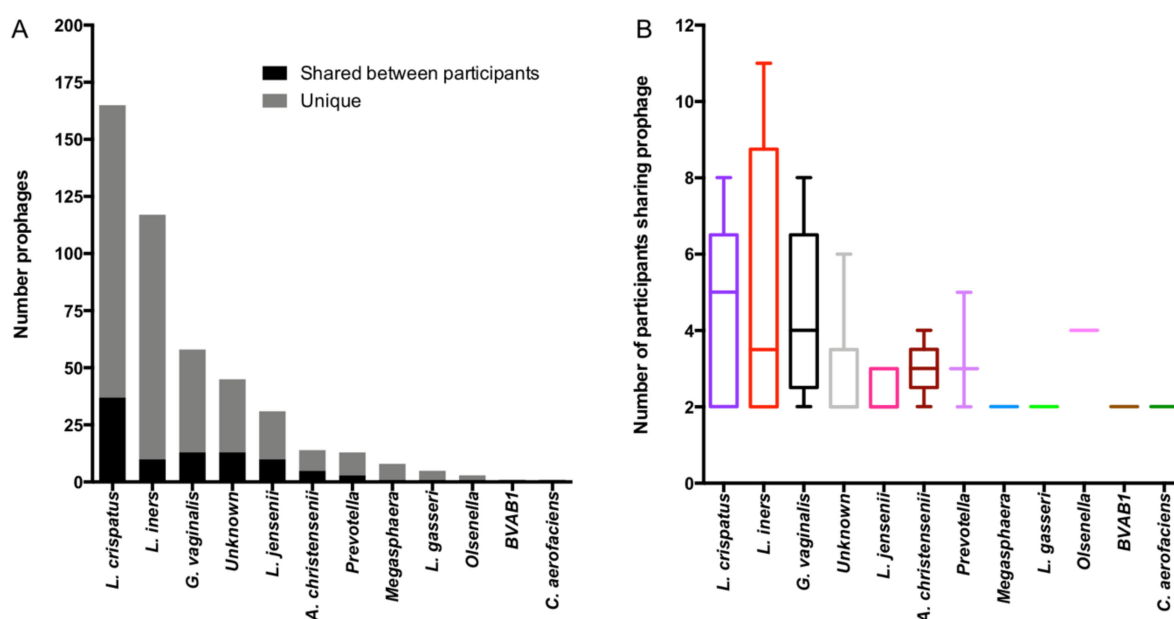 A
Number prophages
200
175
150
125
100
75
50
25
0
Shared between participants
Unique
L. crispatus
L. iners
G. vaginalis
Unknown
L. jensenii
A. christensenii
Prevotella
Megasphaera
L. gasseri
Olsenella
BVAB1
C. aerofaciens
B
Number of participants sharing prophage
12
10
8
6
4
2
0
L. crispatus
L. iners
G. vaginalis
Unknown
L. jensenii
A. christensenii
Prevotella
Megasphaera
L. gasseri
Olsenella
BVAB1
C. aerofaciens